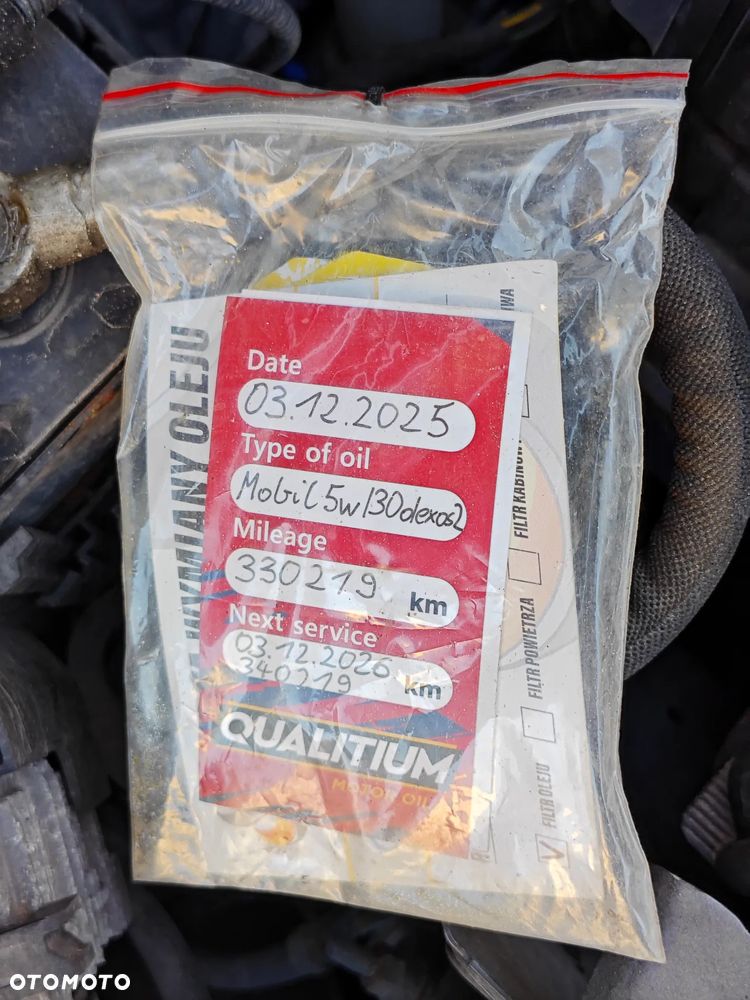 Date
03.12.2025
Type of oil
Mobil 5w/30 dexos2
Mileage
330219 km
Next service
03.12.2026
340219 km
QUALITIUM
MOTOR OIL
WYMIANY OLEJU
FILTR KABINOW
FILTR POWIETRZA
V FILTR OLEJU
OTOMOTO